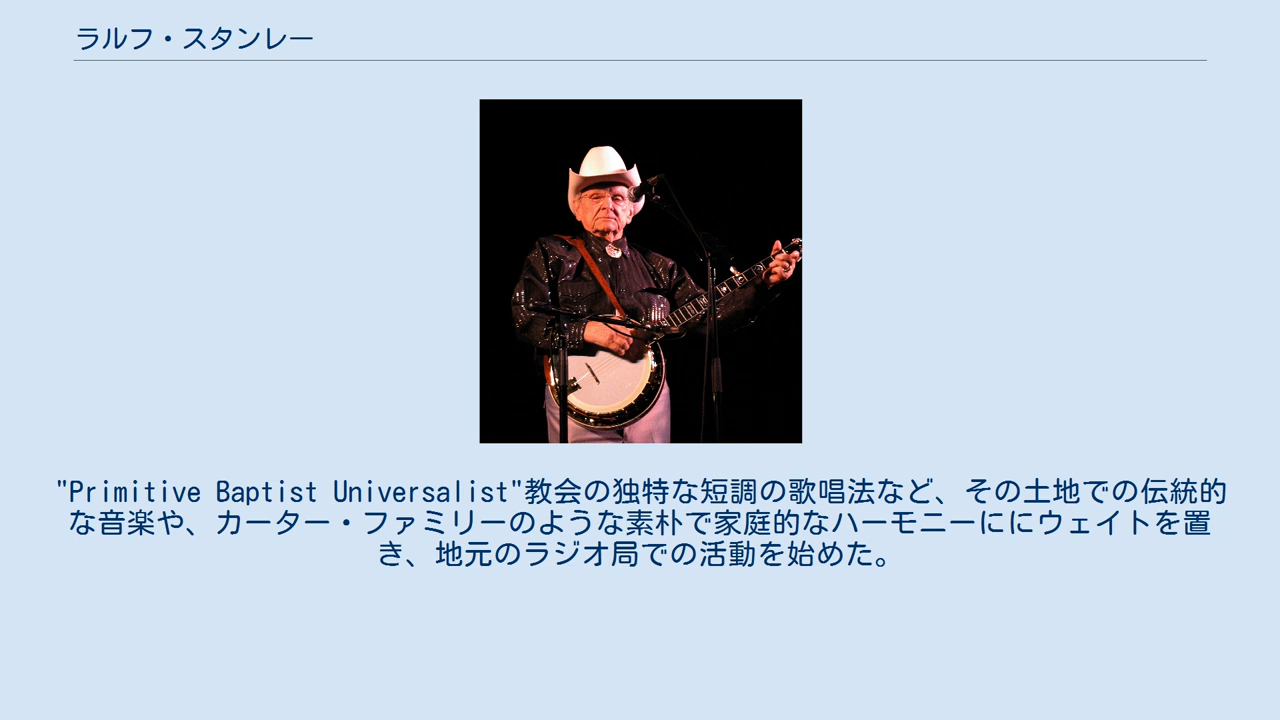 ラルフ・スタンレー
"Primitive Baptist Universalist"教会の独特な短調の歌唱法など、その土地での伝統的
な音楽や、カーター・ファミリーのような素朴で家庭的なハーモニーににウェイトを置
き、地元のラジオ局での活動を始めた。